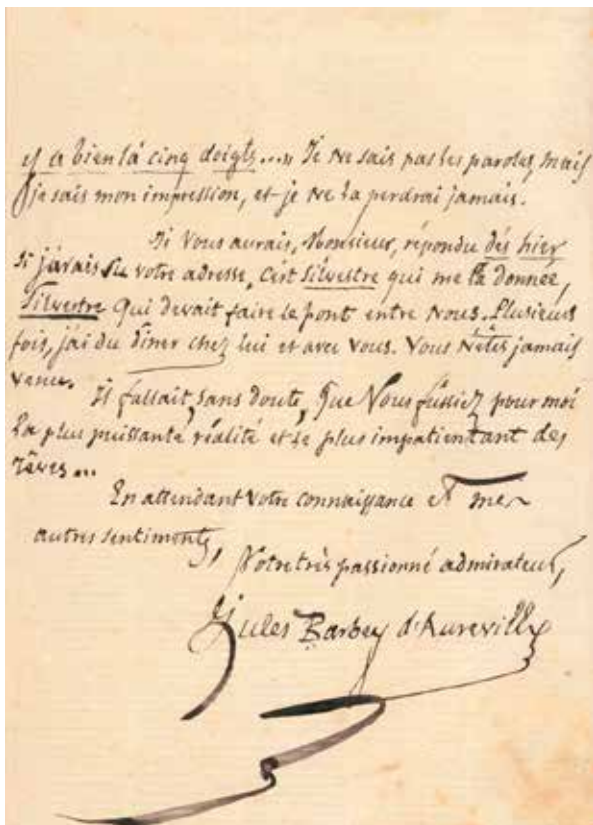 y a bien là cinq doigts...." Je ne sais pas les paroles, mais
je sais mon impression, et je ne la perdrai jamais.
Je vous aurais, Monsieur, répondu dès hier
si j'avais su votre adresse, c'est Silvestre qui me l'a donnée,
Silvestre qui devait faire le pont entre nous. Plusieurs
fois, j'ai du dîner chez lui et avec vous. Vous n'êtes jamais
venu.
Il fallait, sans doute, que Vous fussiez pour moi
la plus puissante réalité et le plus impatientant des
rêves...
En attendant votre connaissance et mes
autres sentiments,
Votre très passionné admirateur,
Jules Barbey d'Aurevilly